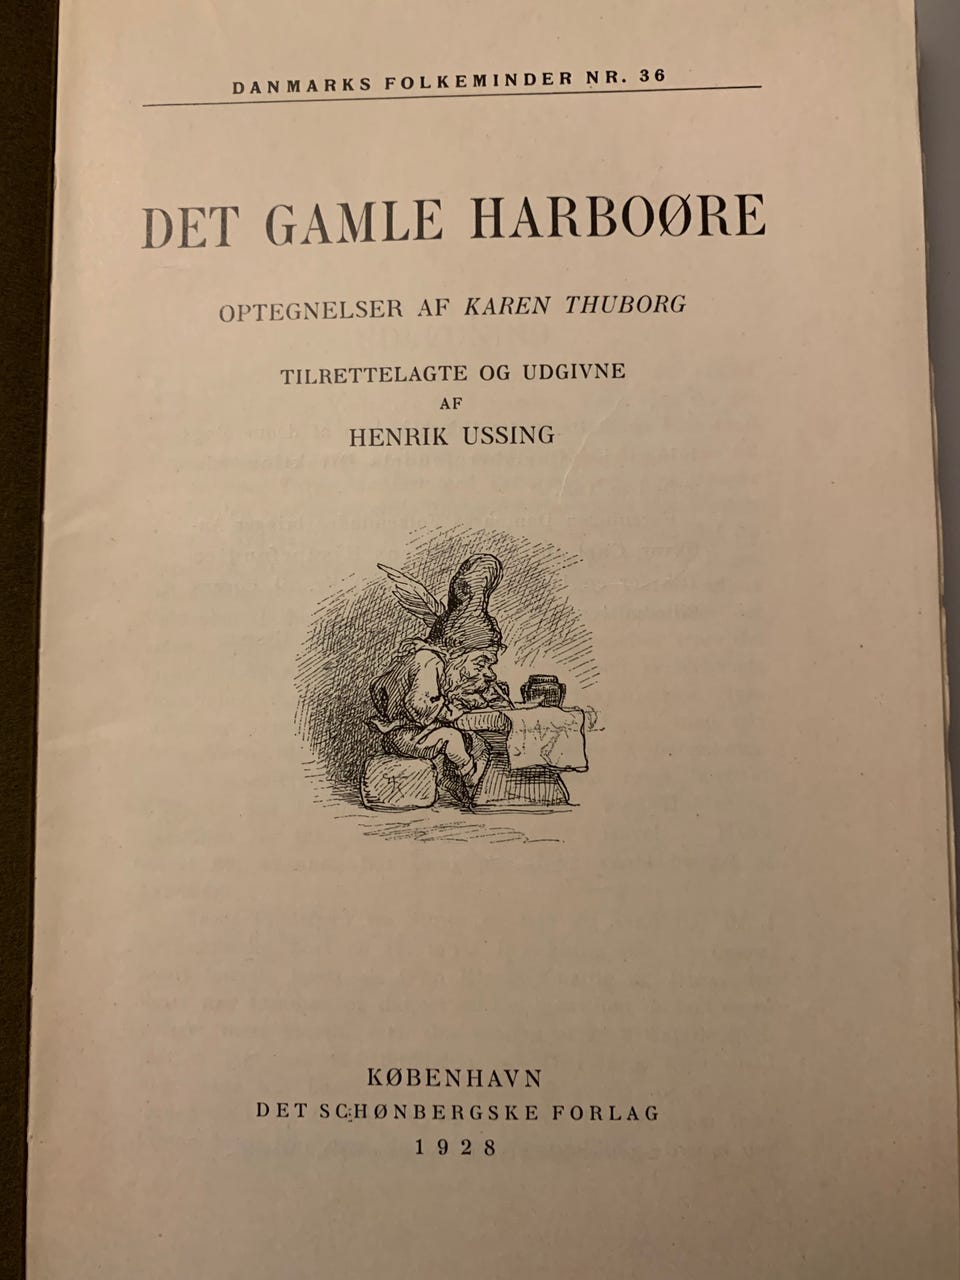 DANMARKS FOLKEMINDER NR. 36
DET GAMLE HARBOØRE
OPTEGNELSER AF KAREN THUBORG
TILRETTELAGTE OG UDGIVNE
AF
HENRIK USSING
KØBENHAVN
DET SCHØNBERGSKE FORLAG
1928